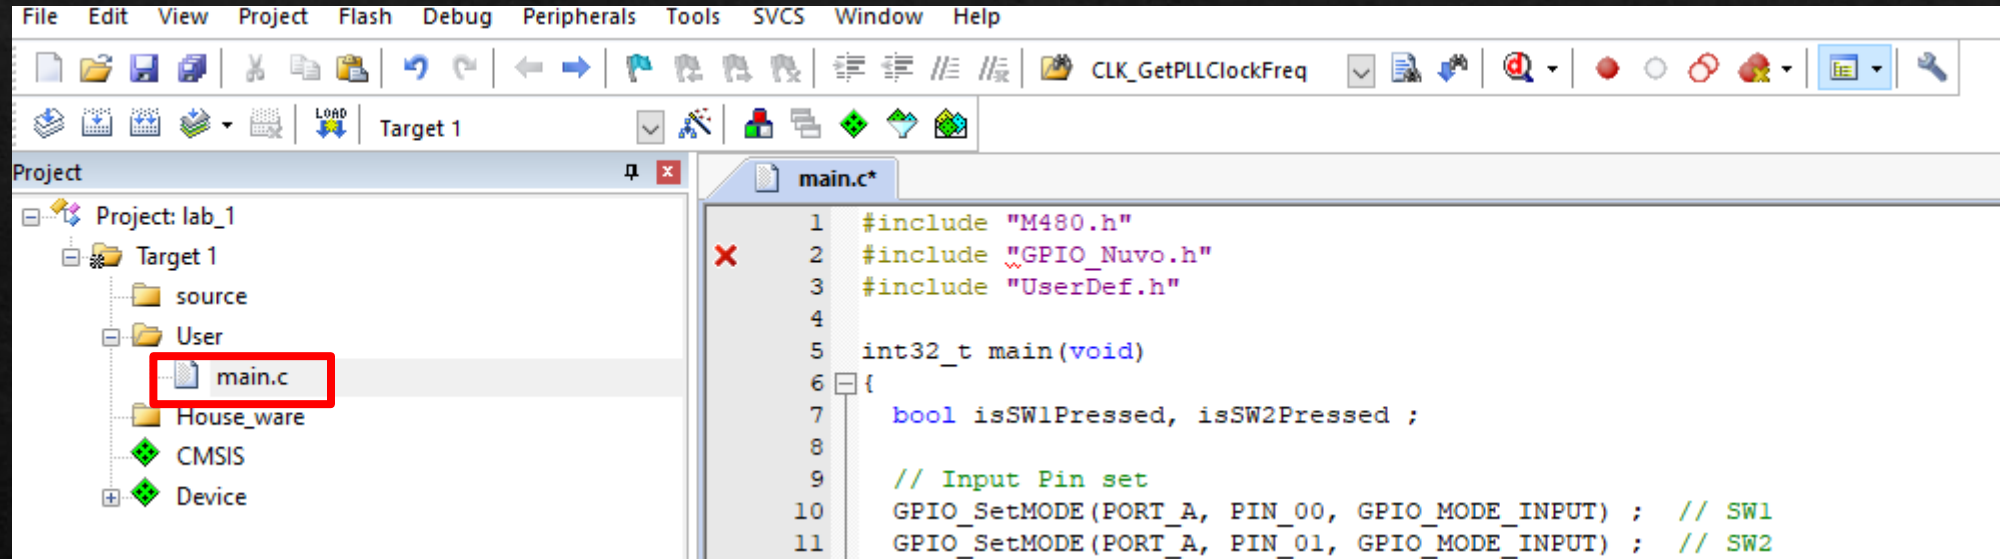 File Edit View Project Flash Debug Peripherals Tools SVCS Window Help
CLK_GetPLLClockFreq
LOAD
Target 1
Project
Project: lab_1
Target 1
source
User
main.c
House_ware
CMSIS
Device
main.c*
1 #include "M480.h"
2 #include "GPIO_Nuvo.h"
3 #include "UserDef.h"
4
5 int32_t main(void)
6 {
7 bool isSW1Pressed, isSW2Pressed ;
8
9 // Input Pin set
10 GPIO_SetMODE(PORT_A, PIN_00, GPIO_MODE_INPUT) ; // SW1
11 GPIO_SetMODE(PORT_A, PIN_01, GPIO_MODE_INPUT) ; // SW2